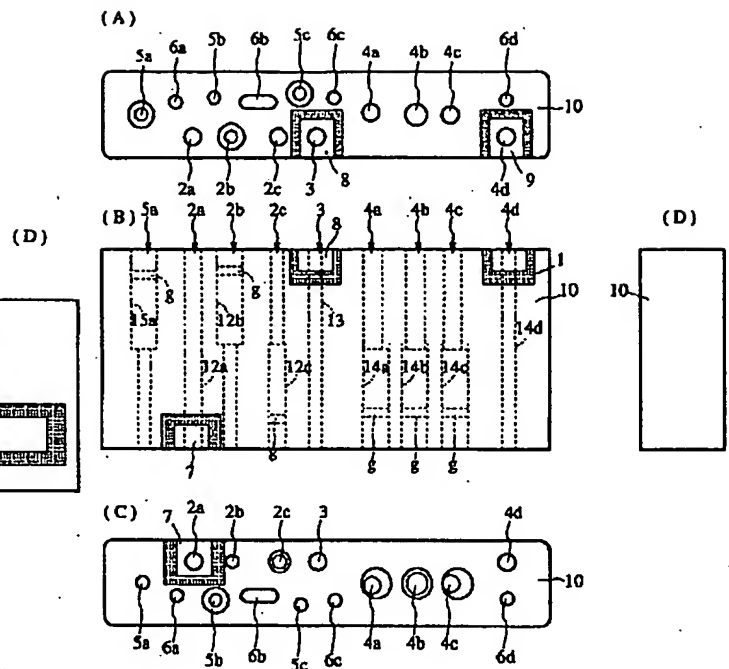 (A)
5a 6a 5b 6b 5c 6c 4a 4b 4c 6d
10
2a 2b 2c 3 8 4d 9
(B)
5a 2a 2b 2c 3 8 4a 4b 4c 4d
(D)
(D)
g g 1
10
10
15a 12b 13 14d
12a 12c 14a 14b 14c
g g g g
(C)
7 2a 2b 2c 3 4d
10
5a 6a 5b 6b 5c 6c 4a 4b 4c 6d